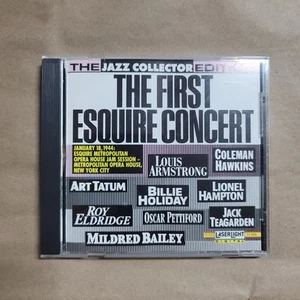 THE JAZZ COLLECTOR EDITION
THE FIRST
ESQUIRE CONCERT
JANUARY 18, 1944:
ESQUIRE METROPOLITAN
OPERA HOUSE JAM SESSION –
METROPOLITAN OPERA HOUSE,
NEW YORK CITY
LOUIS
ARMSTRONG
COLEMAN
HAWKINS
ART TATUM
BILLIE
HOLIDAY
LIONEL
HAMPTON
ROY
ELDRIDGE
OSCAR PETTIFORD
JACK
TEAGARDEN
MILDRED BAILEY
LASERLIGHT